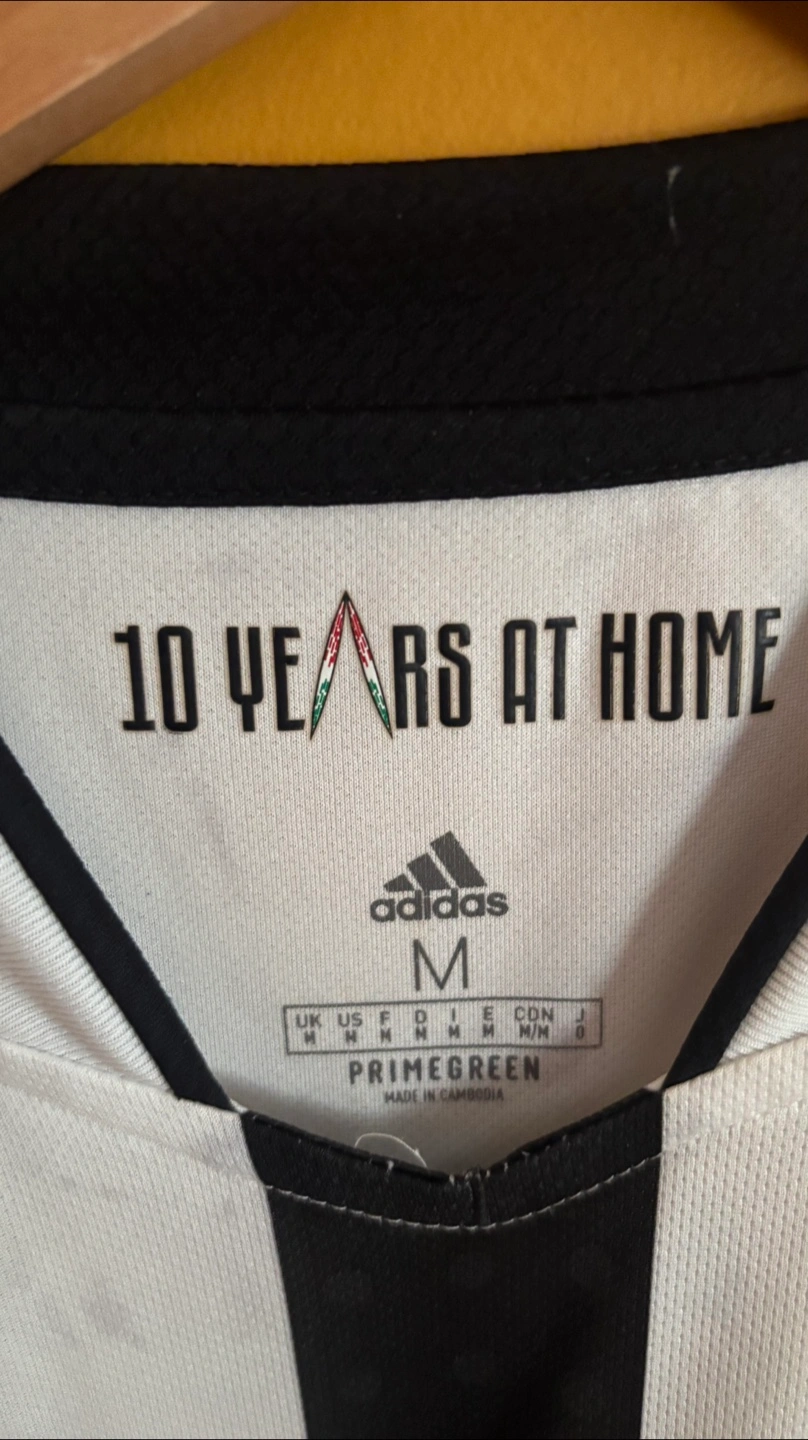 10 YEARS AT HOME
adidas
M
UK US F D I E CDN J
M M M M M M M/M O
PRIMEGREEN
MADE IN CAMBODIA